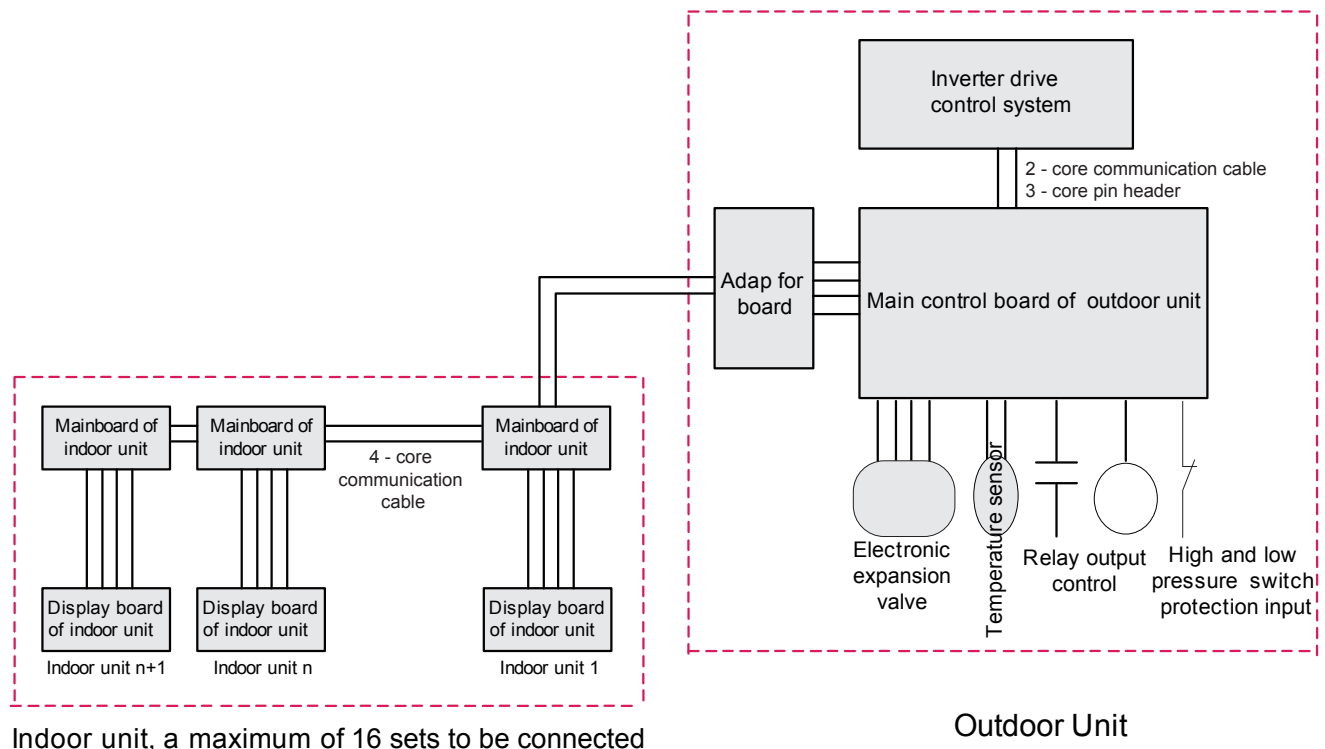 Inverter drive
control system
2 - core communication cable
3 - core pin header
Adap for
board
Main control board of outdoor unit
Mainboard of
indoor unit
Mainboard of
indoor unit
Mainboard of
indoor unit
4 - core
communication
cable
Electronic
expansion
valve
Temperature sensor
Relay output
control
High and low
pressure switch
protection input
Display board
of indoor unit
Display board
of indoor unit
Display board
of indoor unit
Indoor unit n+1
Indoor unit n
Indoor unit 1
Indoor unit, a maximum of 16 sets to be connected
Outdoor Unit